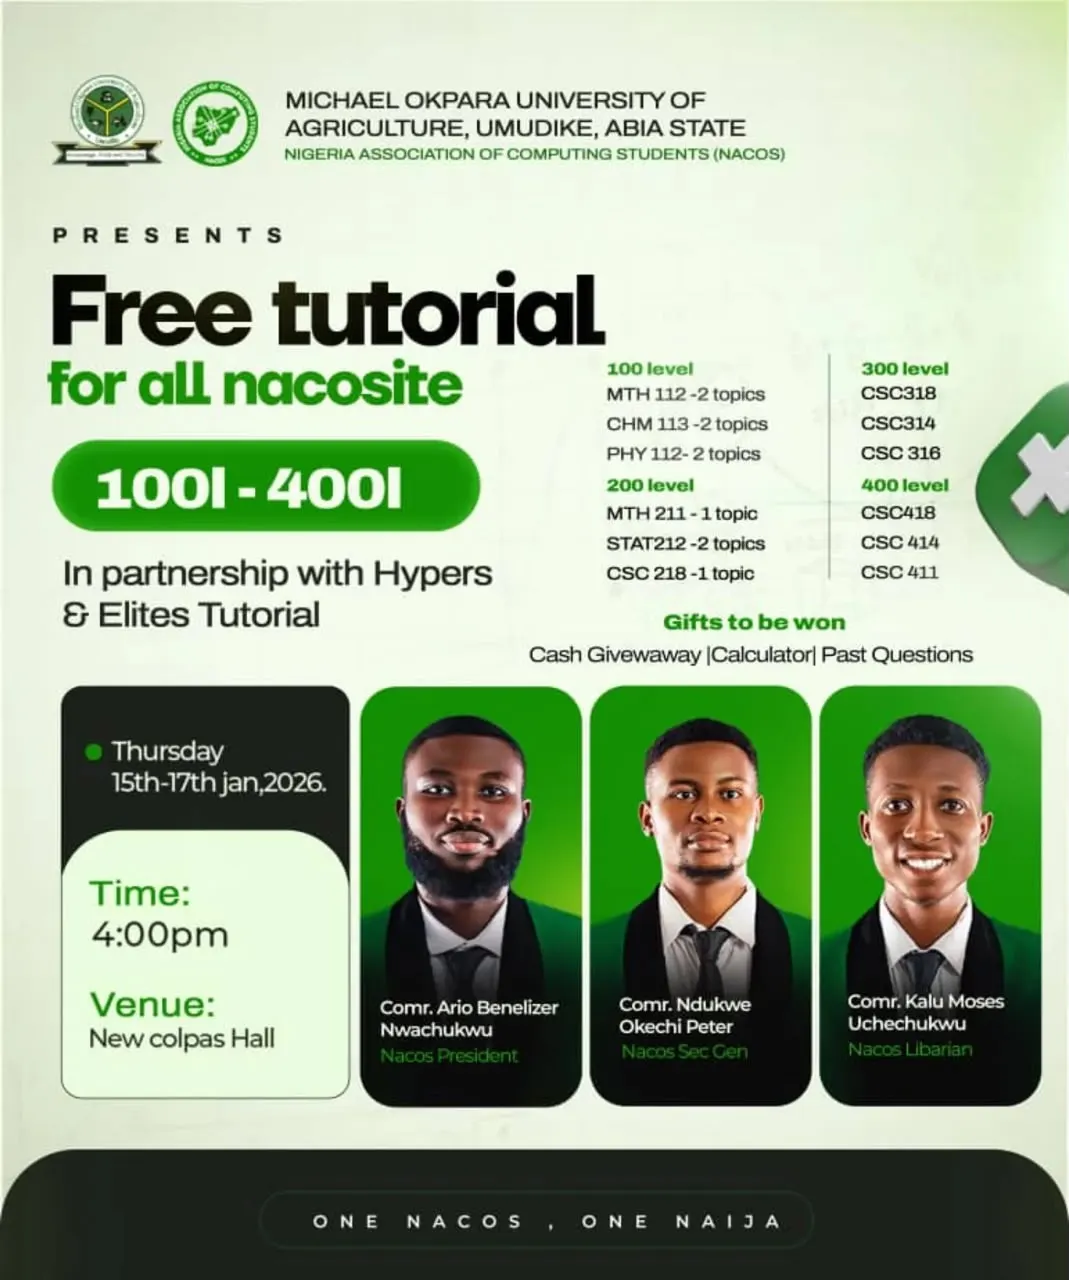 MICHAEL OKPARA UNIVERSITY OF
AGRICULTURE, UMUDIKE, ABIA STATE
NIGERIA ASSOCIATION OF COMPUTING STUDENTS (NACOS)
NIGERIA ASSOCIATION OF COMPUTING STUDENTS
PRESENTS
Free tutorial
for all nacosite
100l - 400l
In partnership with Hypers
& Elites Tutorial
100 level
MTH 112 -2 topics
CHM 113 -2 topics
PHY 112- 2 topics
200 level
MTH 211 - 1 topic
STAT212 -2 topics
CSC 218 -1 topic
300 level
CSC318
CSC314
CSC 316
400 level
CSC418
CSC 414
CSC 411
Gifts to be won
Cash Givewaway |Calculator| Past Questions
Thursday
15th-17th jan,2026.
Time:
4:00pm
Venue:
New colpas Hall
Comr. Ario Benelizer
Nwachukwu
Nacos President
Comr. Ndukwe
Okechi Peter
Nacos Sec Gen
Comr. Kalu Moses
Uchechukwu
Nacos Libarian
ONE NACOS , ONE NAIJA